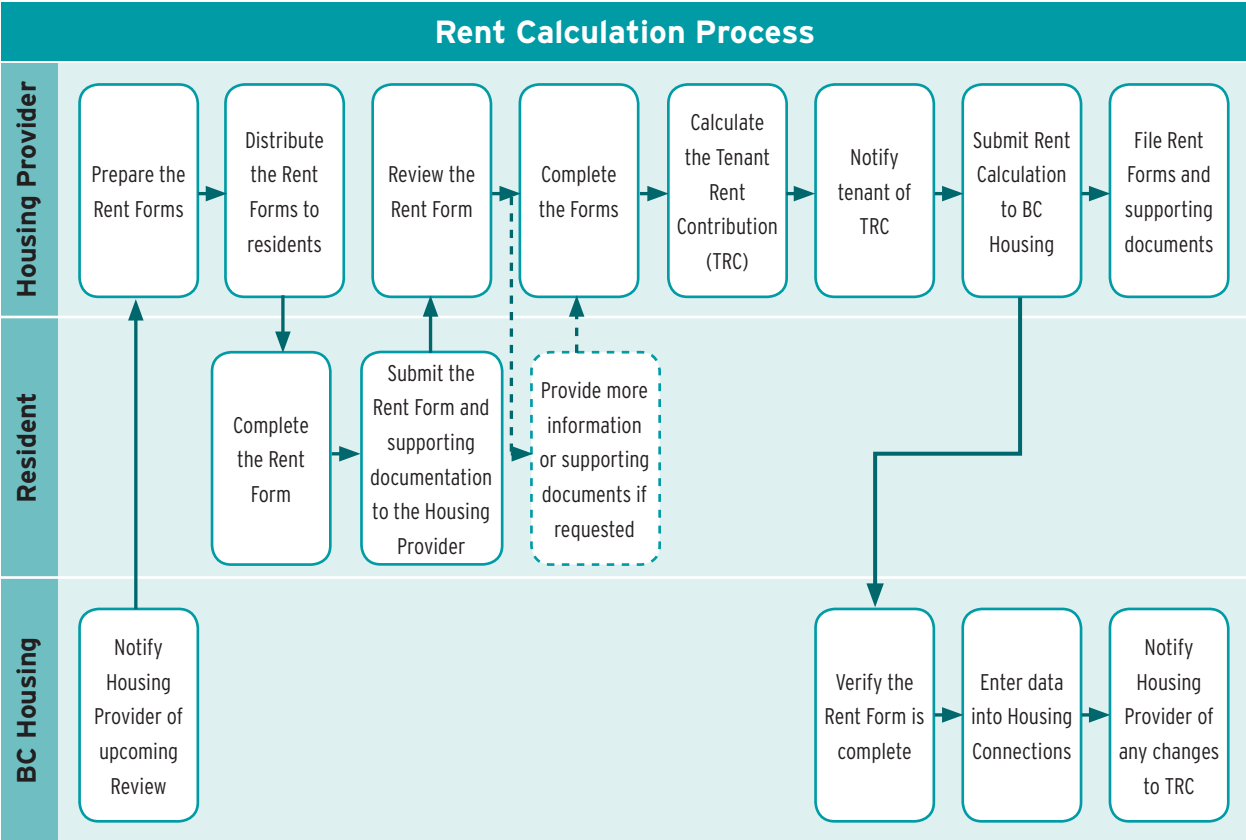 Rent Calculation Process
Housing Provider
Prepare the
Rent Forms
Distribute
the Rent
Forms to
residents
Review the
Rent Form
Complete
the Forms
Calculate
the Tenant
Rent
Contribution
(TRC)
Notify
tenant of
TRC
Submit Rent
Calculation
to BC
Housing
File Rent
Forms and
supporting
documents
Resident
Complete
the Rent
Form
Submit the
Rent Form and
supporting
documentation
to the Housing
Provider
Provide more
information
or supporting
documents if
requested
BC Housing
Notify
Housing
Provider of
upcoming
Review
Verify the
Rent Form is
complete
Enter data
into Housing
Connections
Notify
Housing
Provider of
any changes
to TRC